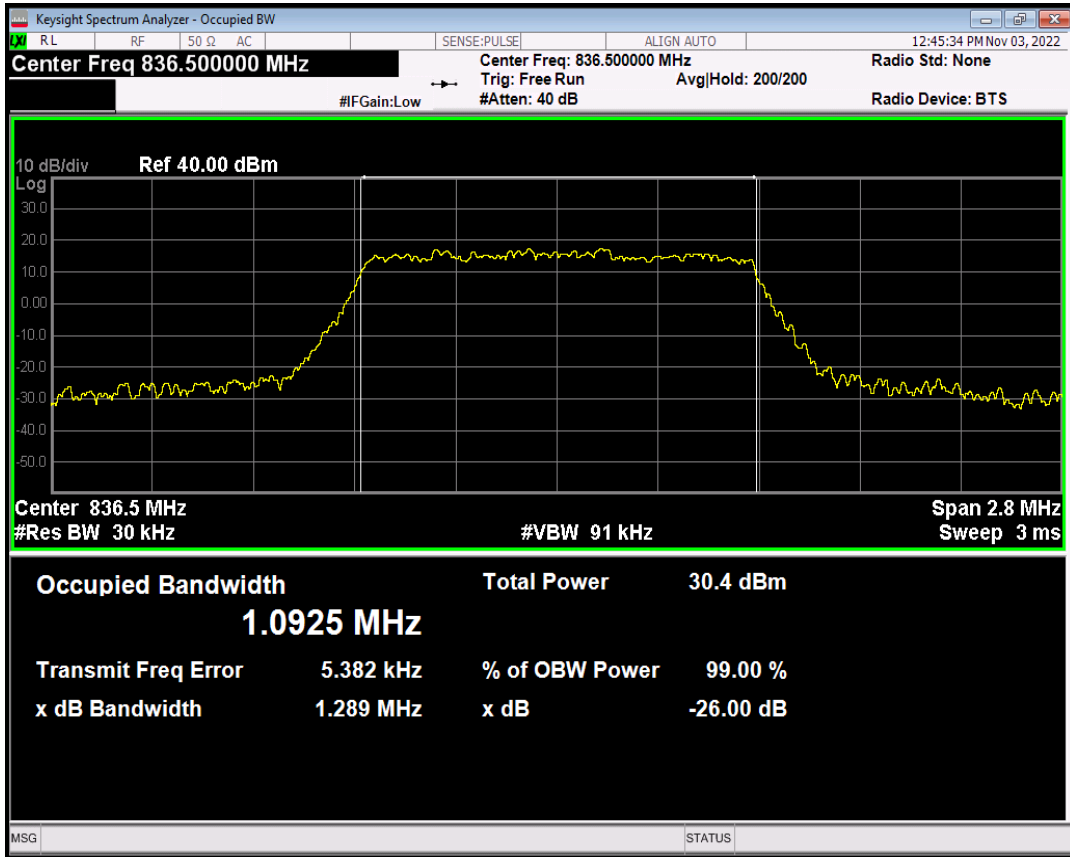 Keysight Spectrum Analyzer - Occupied BW
LXI RL RF 50 Ω AC SENSE:PULSE ALIGN AUTO 12:45:34 PM Nov 03, 2022
Center Freq 836.500000 MHz Center Freq: 836.500000 MHz Radio Std: None
Trig: Free Run Avg|Hold: 200/200
#IFGain:Low #Atten: 40 dB Radio Device: BTS
10 dB/div Ref 40.00 dBm
Log
30.0
20.0
10.0
0.00
-10.0
-20.0
-30.0
-40.0
-50.0
Center 836.5 MHz Span 2.8 MHz
#Res BW 30 kHz #VBW 91 kHz Sweep 3 ms
Occupied Bandwidth Total Power 30.4 dBm
1.0925 MHz
Transmit Freq Error 5.382 kHz % of OBW Power 99.00 %
x dB Bandwidth 1.289 MHz x dB -26.00 dB
MSG STATUS